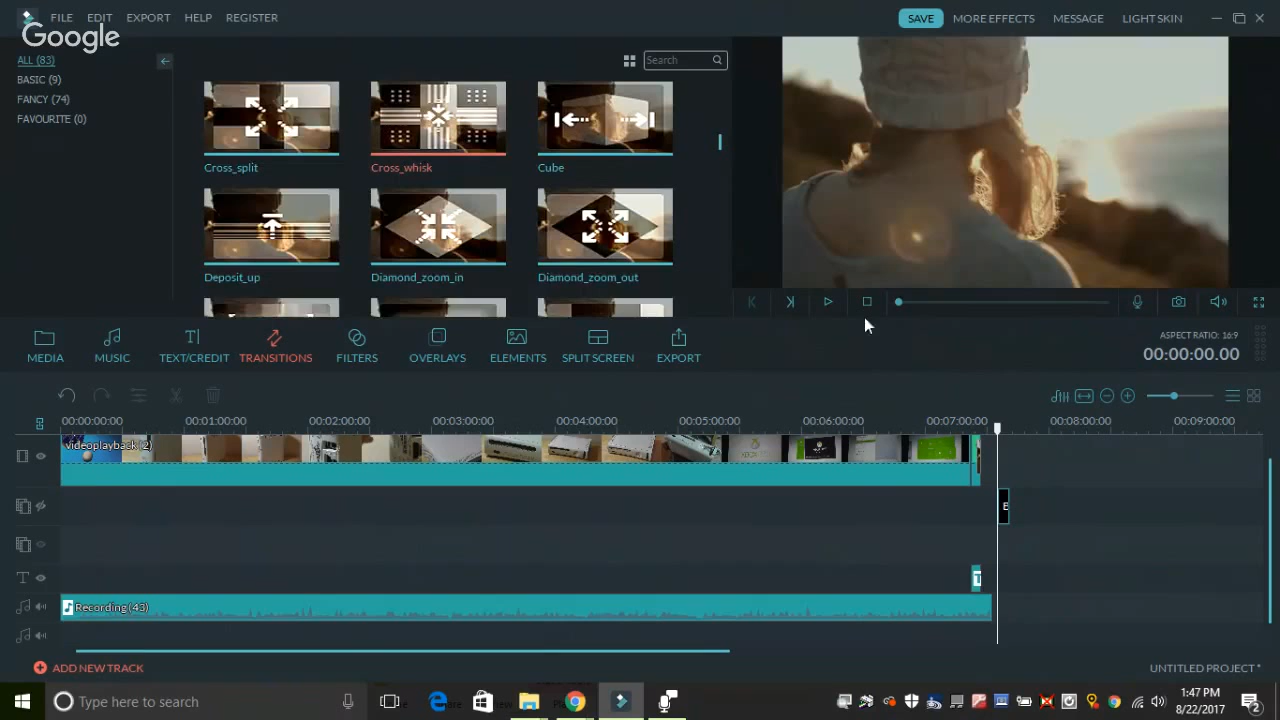 FILE EDIT EXPORT HELP REGISTER
SAVE MORE EFFECTS MESSAGE LIGHT SKIN
Google
ALL (83)
BASIC (9)
FANCY (74)
FAVOURITE (0)
Search
Cross_split Cross_whisk Cube
Deposit_up Diamond_zoom_in Diamond_zoom_out
MEDIA MUSIC TEXT/CREDIT TRANSITIONS FILTERS OVERLAYS ELEMENTS SPLIT SCREEN EXPORT
ASPECT RATIO: 16:9
00:00:00.00
00:00:00:00 00:01:00:00 00:02:00:00 00:03:00:00 00:04:00:00 00:05:00:00 00:06:00:00 00:07:00:00 00:08:00:00 00:09:00:00
videoplayback (2)
E
T
Recording (43)
ADD NEW TRACK
UNTITLED PROJECT *
Type here to search
1:47 PM
8/22/2017
2